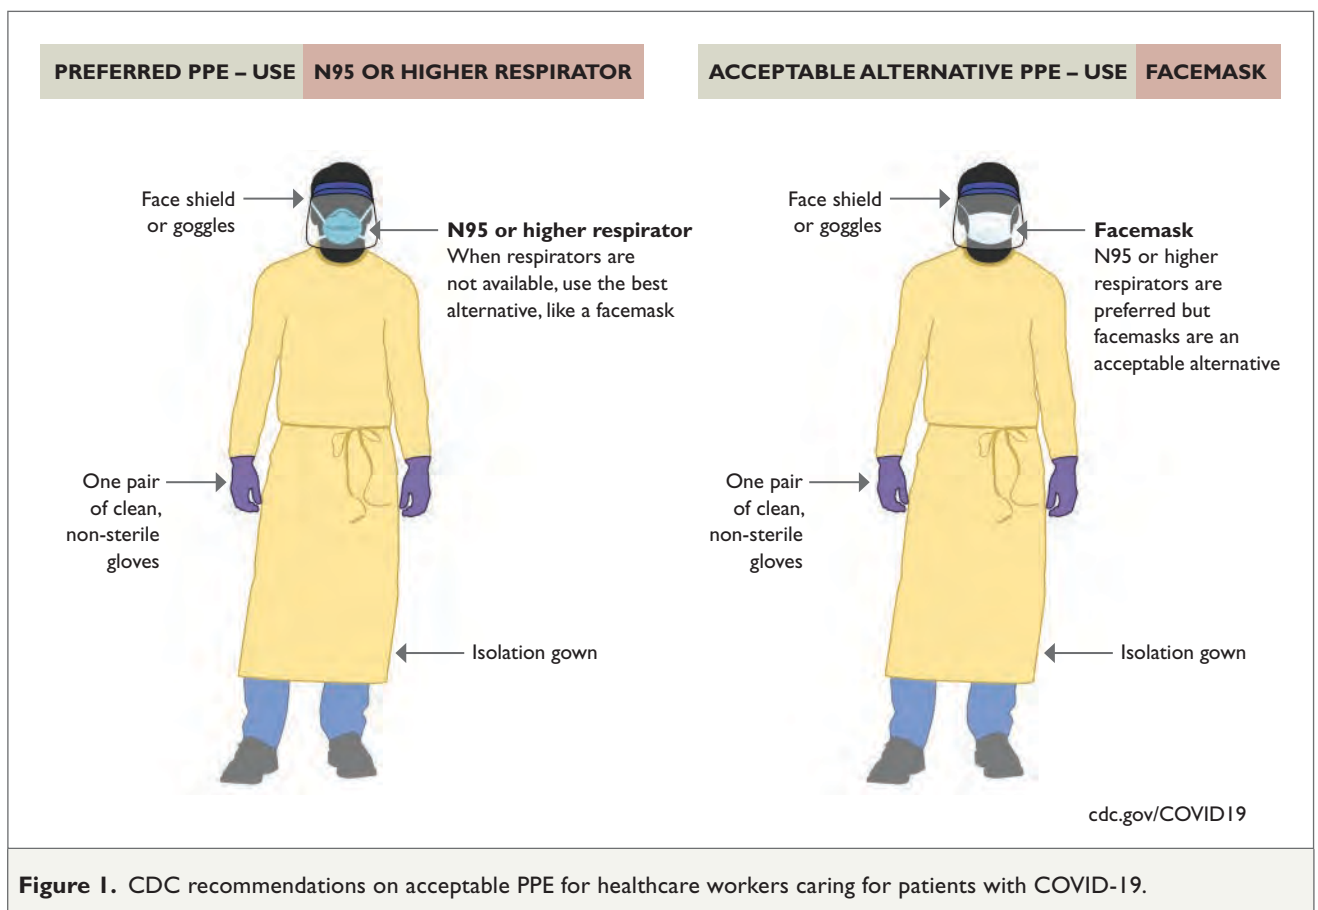 PREFERRED PPE – USE N95 OR HIGHER RESPIRATOR
Face shield
or goggles
N95 or higher respirator
When respirators are
not available, use the best
alternative, like a facemask
One pair
of clean,
non-sterile
gloves
Isolation gown
ACCEPTABLE ALTERNATIVE PPE – USE FACEMASK
Face shield
or goggles
Facemask
N95 or higher
respirators are
preferred but
facemasks are an
acceptable alternative
One pair
of clean,
non-sterile
gloves
Isolation gown
cdc.gov/COVID19
Figure 1. CDC recommendations on acceptable PPE for healthcare workers caring for patients with COVID-19.